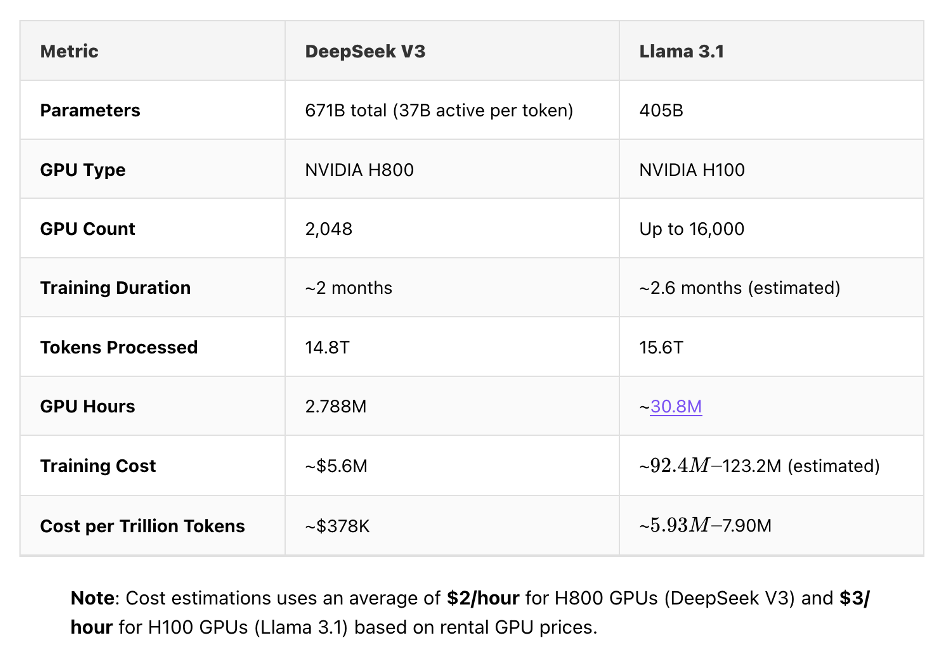 Metric DeepSeek V3 Llama 3.1
Parameters 671B total (37B active per token) 405B
GPU Type NVIDIA H800 NVIDIA H100
GPU Count 2,048 Up to 16,000
Training Duration ~2 months ~2.6 months (estimated)
Tokens Processed 14.8T 15.6T
GPU Hours 2.788M ~30.8M
Training Cost ~$5.6M ~92.4M–123.2M (estimated)
Cost per Trillion Tokens ~$378K ~5.93M–7.90M
Note: Cost estimations uses an average of $2/hour for H800 GPUs (DeepSeek V3) and $3/
hour for H100 GPUs (Llama 3.1) based on rental GPU prices.